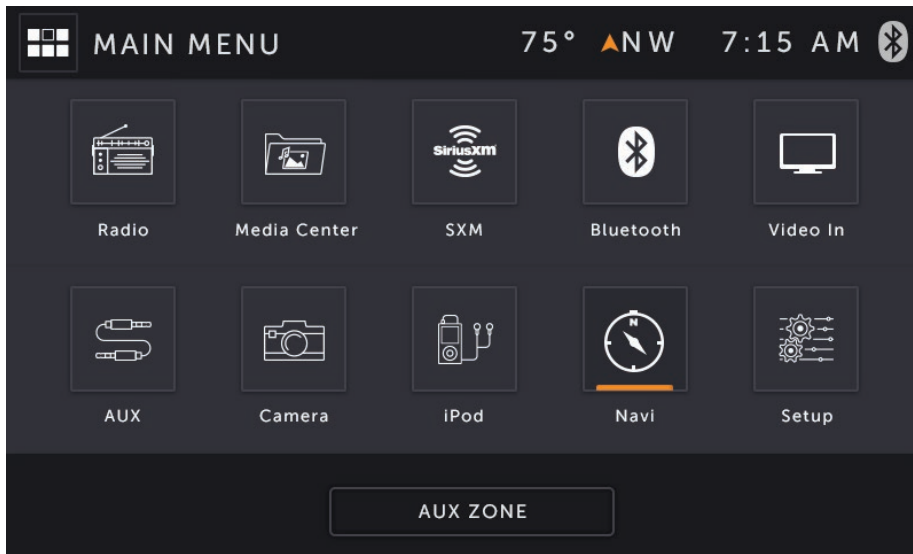 MAIN MENU 75° NW 7:15 AM
SiriusXM
Radio Media Center SXM Bluetooth Video In
N
AUX Camera iPod Navi Setup
AUX ZONE